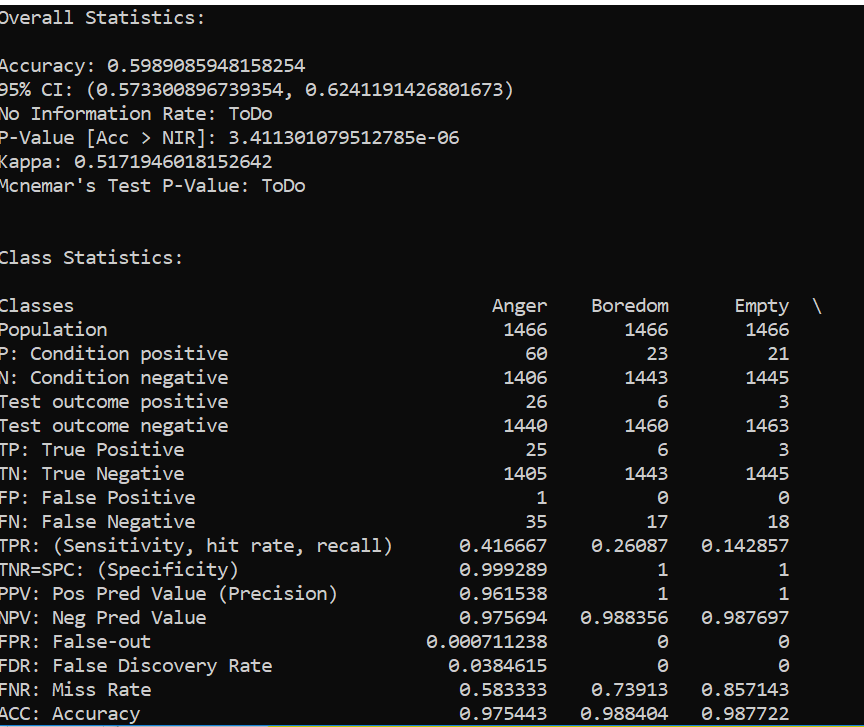 Overall Statistics:
Accuracy: 0.5989085948158254
95% CI: (0.573300896739354, 0.6241191426801673)
No Information Rate: ToDo
P-Value [Acc > NIR]: 3.411301079512785e-06
Kappa: 0.5171946018152642
Mcnemar's Test P-Value: ToDo
Class Statistics:
Classes Anger Boredom Empty \
Population 1466 1466 1466
P: Condition positive 60 23 21
N: Condition negative 1406 1443 1445
Test outcome positive 26 6 3
Test outcome negative 1440 1460 1463
TP: True Positive 25 6 3
TN: True Negative 1405 1443 1445
FP: False Positive 1 0 0
FN: False Negative 35 17 18
TPR: (Sensitivity, hit rate, recall) 0.416667 0.26087 0.142857
TNR=SPC: (Specificity) 0.999289 1 1
PPV: Pos Pred Value (Precision) 0.961538 1 1
NPV: Neg Pred Value 0.975694 0.988356 0.987697
FPR: False-out 0.000711238 0 0
FDR: False Discovery Rate 0.0384615 0 0
FNR: Miss Rate 0.583333 0.73913 0.857143
ACC: Accuracy 0.975443 0.988404 0.987722